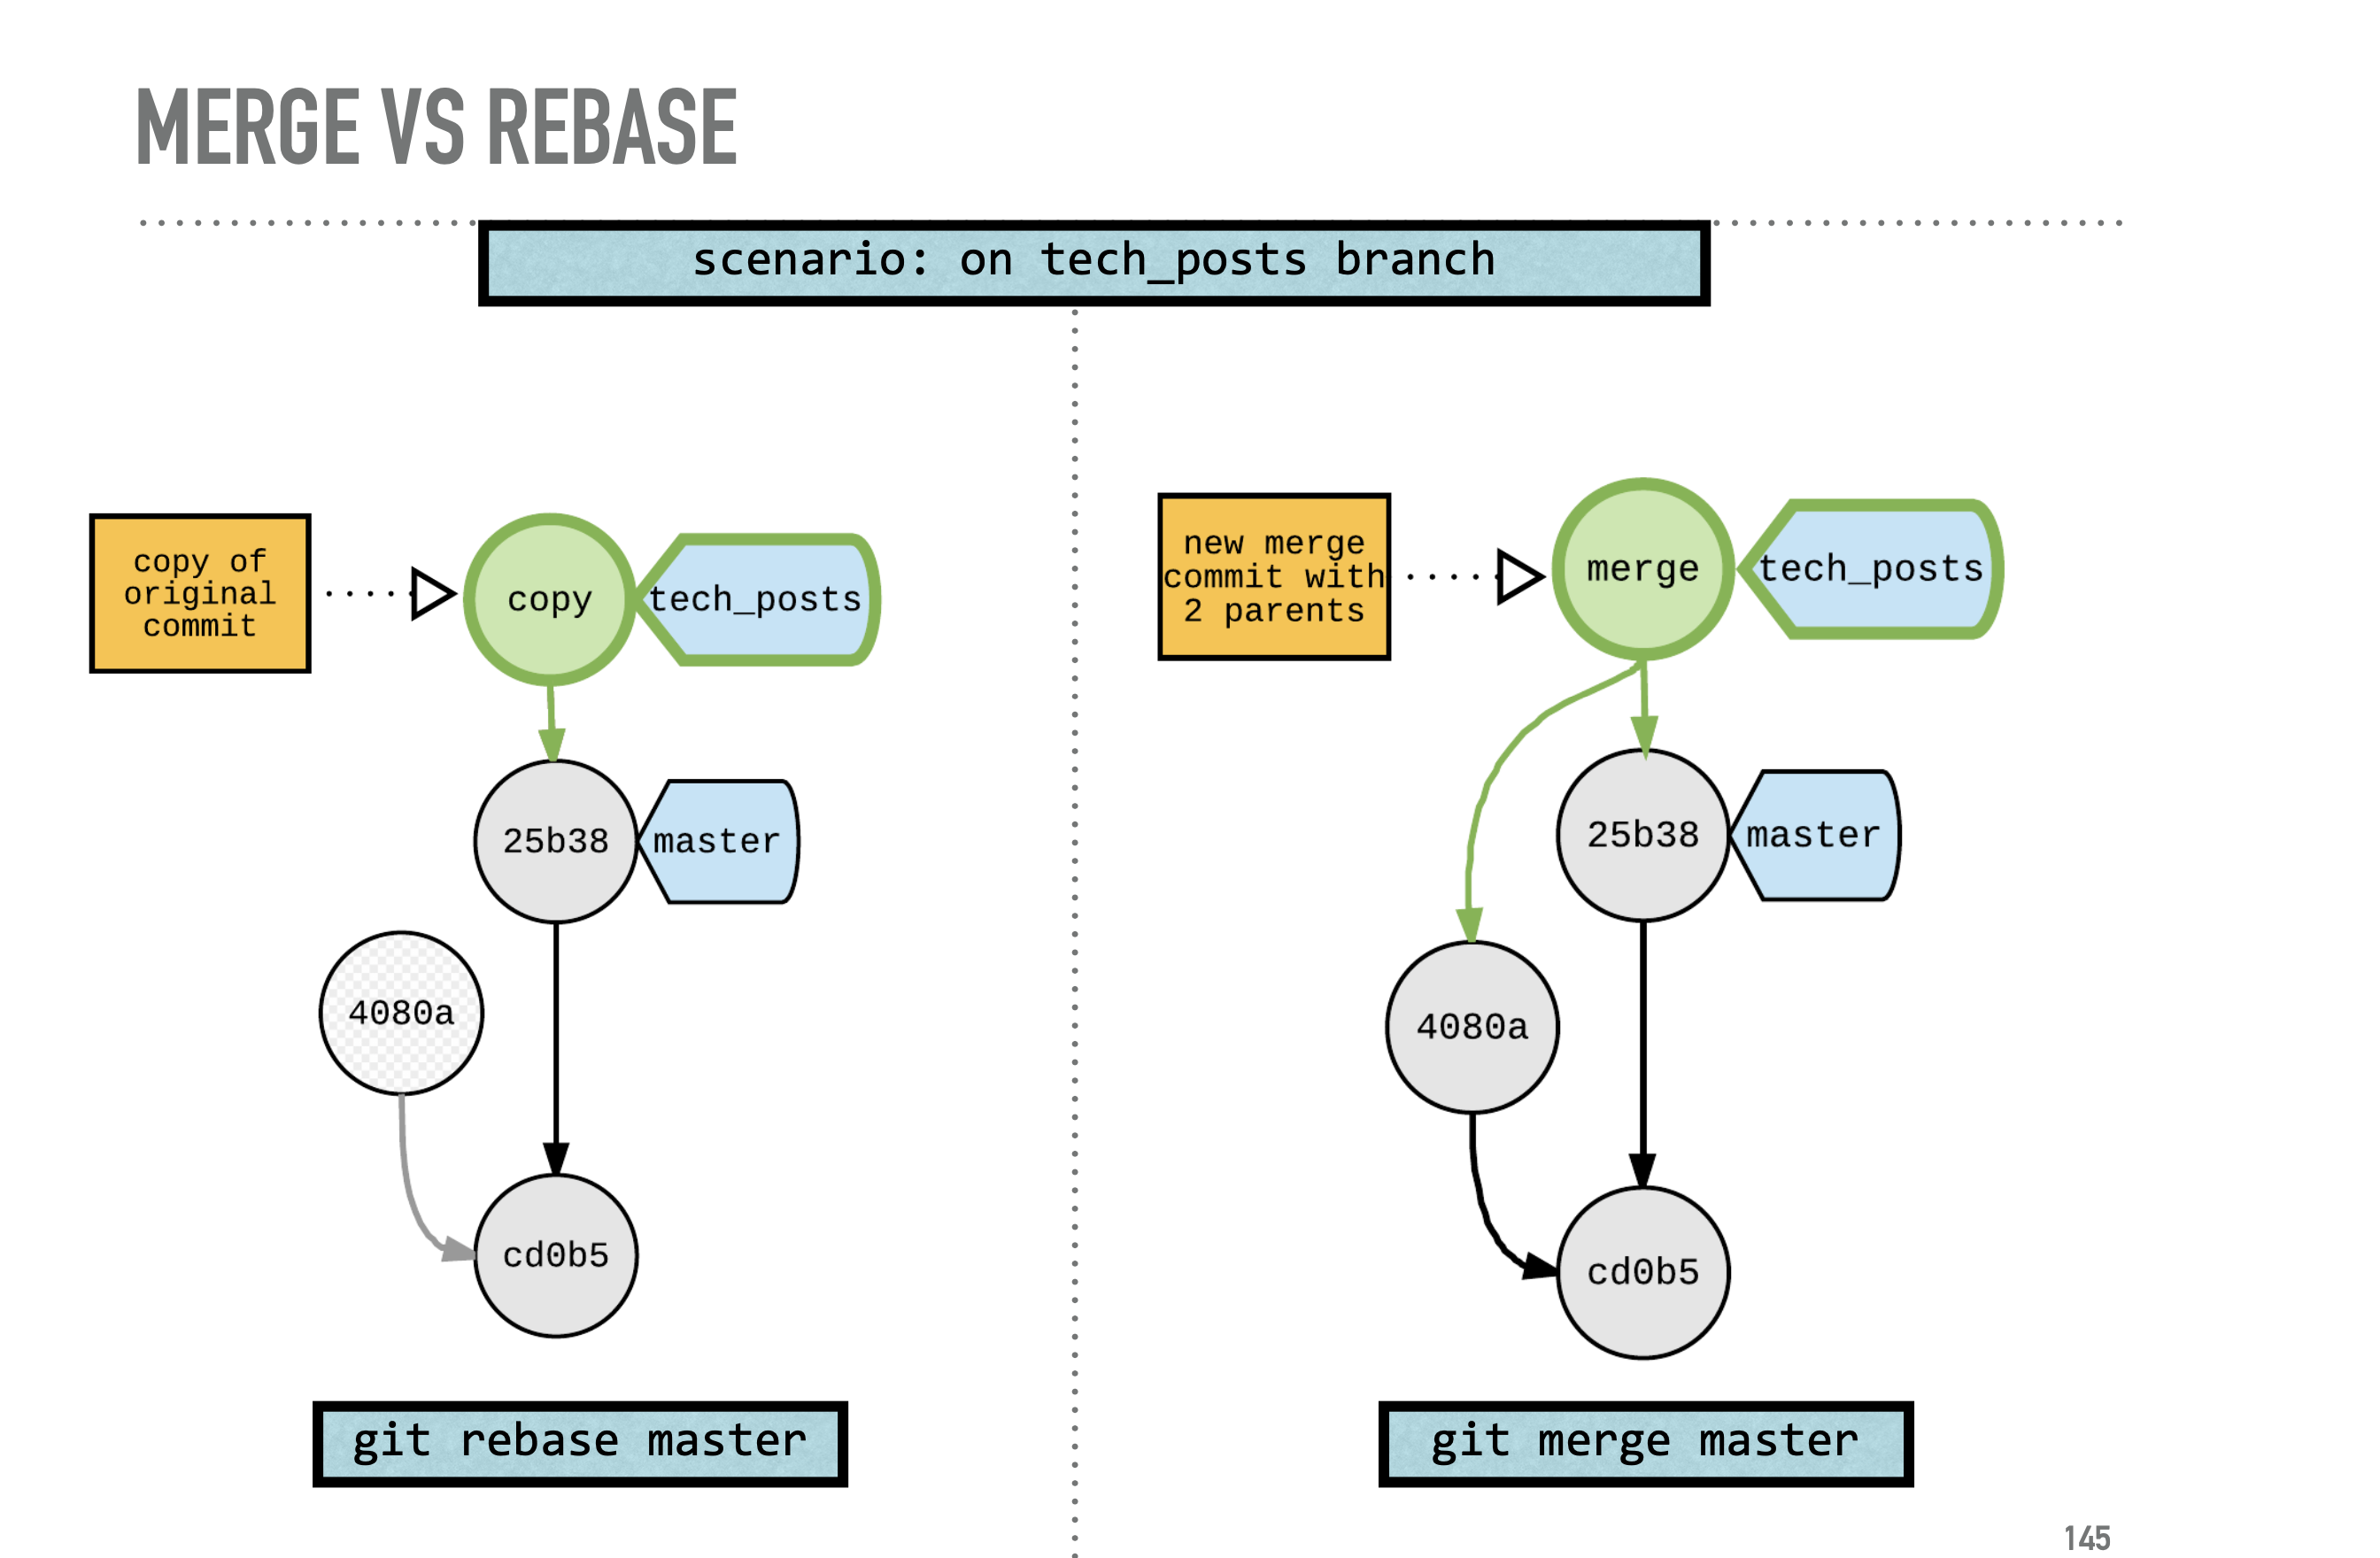 MERGE VS REBASE
scenario: on tech_posts branch
copy of
original
commit
copy
tech_posts
25b38
master
4080a
cd0b5
git rebase master
new merge
commit with
2 parents
merge
tech_posts
25b38
master
4080a
cd0b5
git merge master
145